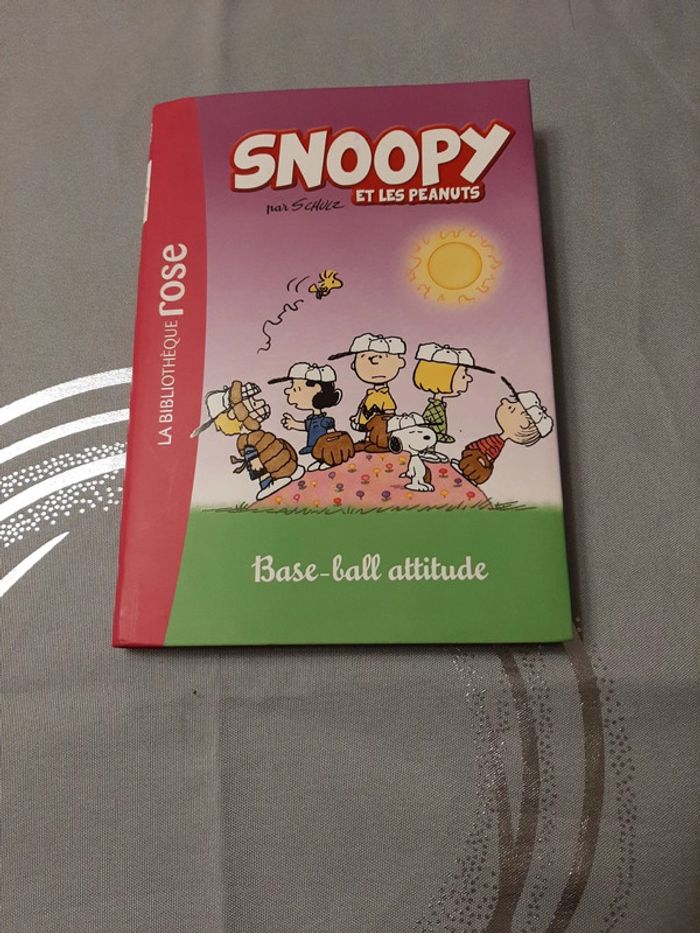 SNOOPY
ET LES PEANUTS
par SCHULZ
LA BIBLIOTHÈQUE rose
Base-ball attitude